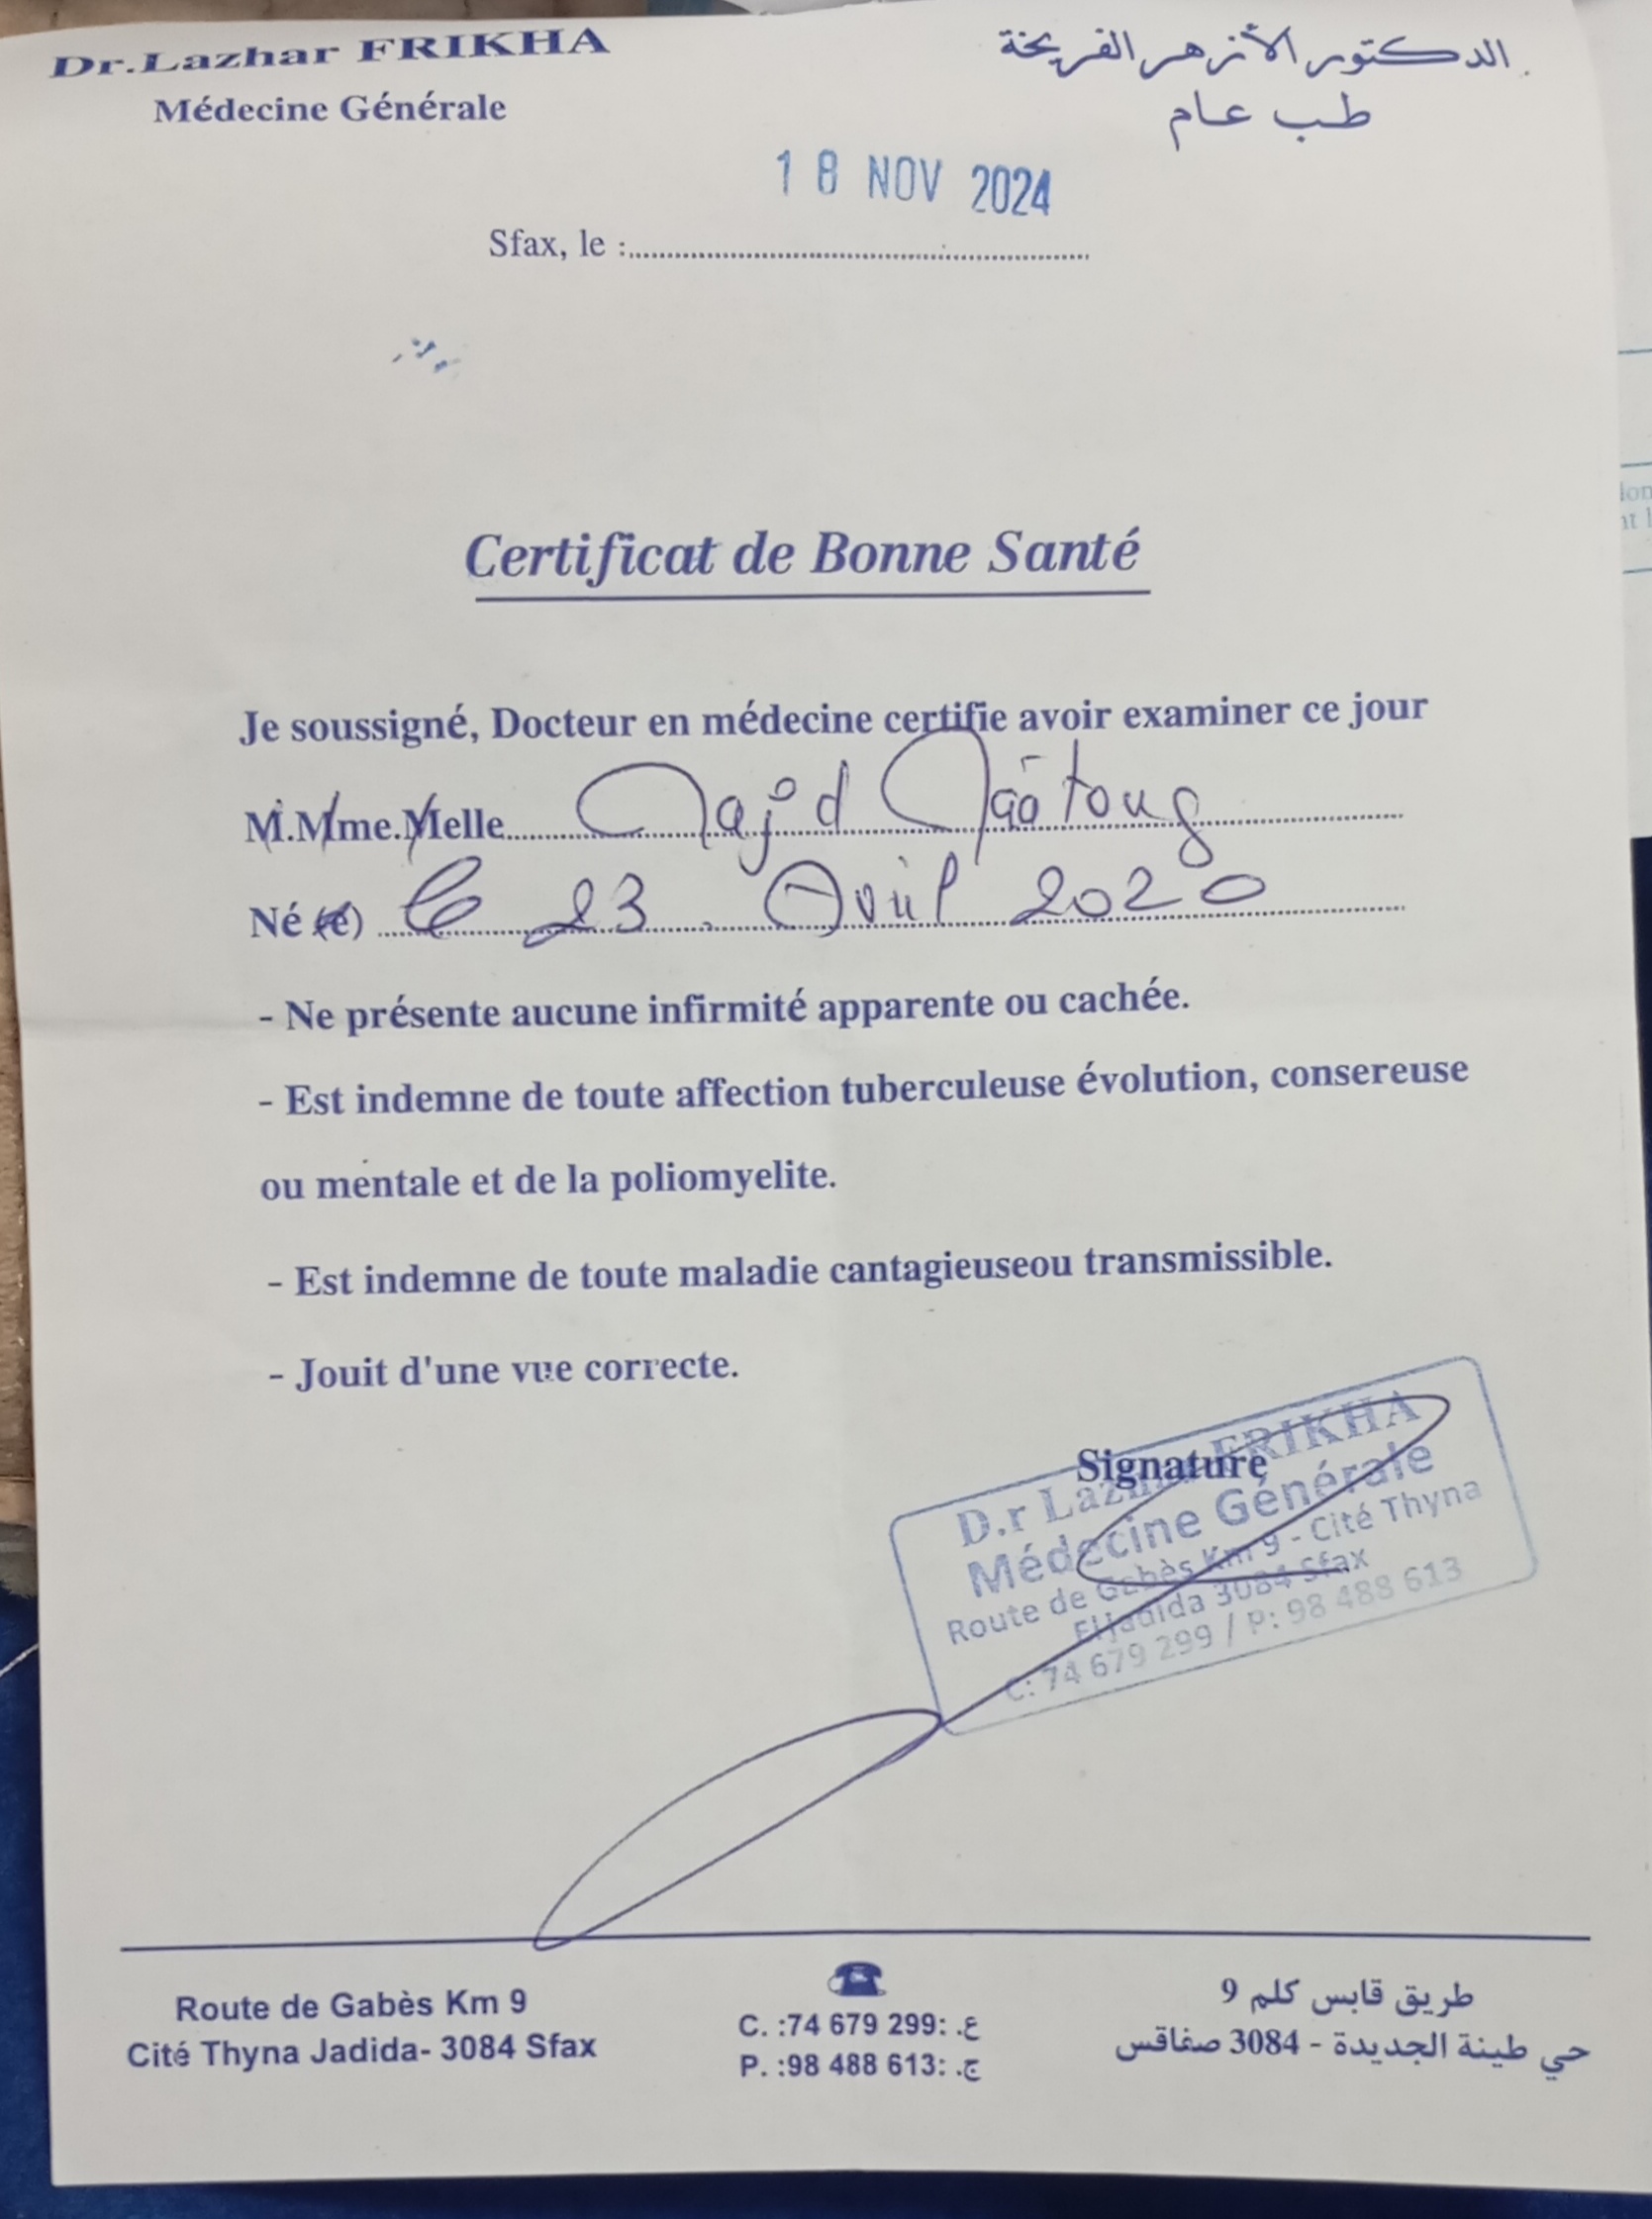 Dr.Lazhar FRIKHA
Médecine Générale
الدكتور الأزهر الفريخة
طب عام
18 NOV 2024
Sfax, le :
Certificat de Bonne Santé
Je soussigné, Docteur en médecine certifie avoir examiner ce jour
M.Mme.Melle Majd
Né (e) le 23 Avril 2020
- Ne présente aucune infirmité apparente ou cachée.
- Est indemne de toute affection tuberculeuse évolution, consereuse
ou mentale et de la poliomyelite.
- Est indemne de toute maladie cantagieuseou transmissible.
- Jouit d'une vue correcte.
Signature
D.r Lazhar FRIKHA
Médecine Générale
Route de Gabès Km 9 - Cité Thyna
ElJadida 3084 Sfax
C: 74 679 299 / P: 98 488 613
Route de Gabès Km 9
Cité Thyna Jadida- 3084 Sfax
C. :74 679 299: .ع
P. :98 488 613: .ج
طريق قابس كلم 9
حي طينة الجديدة - 3084 صفاقس